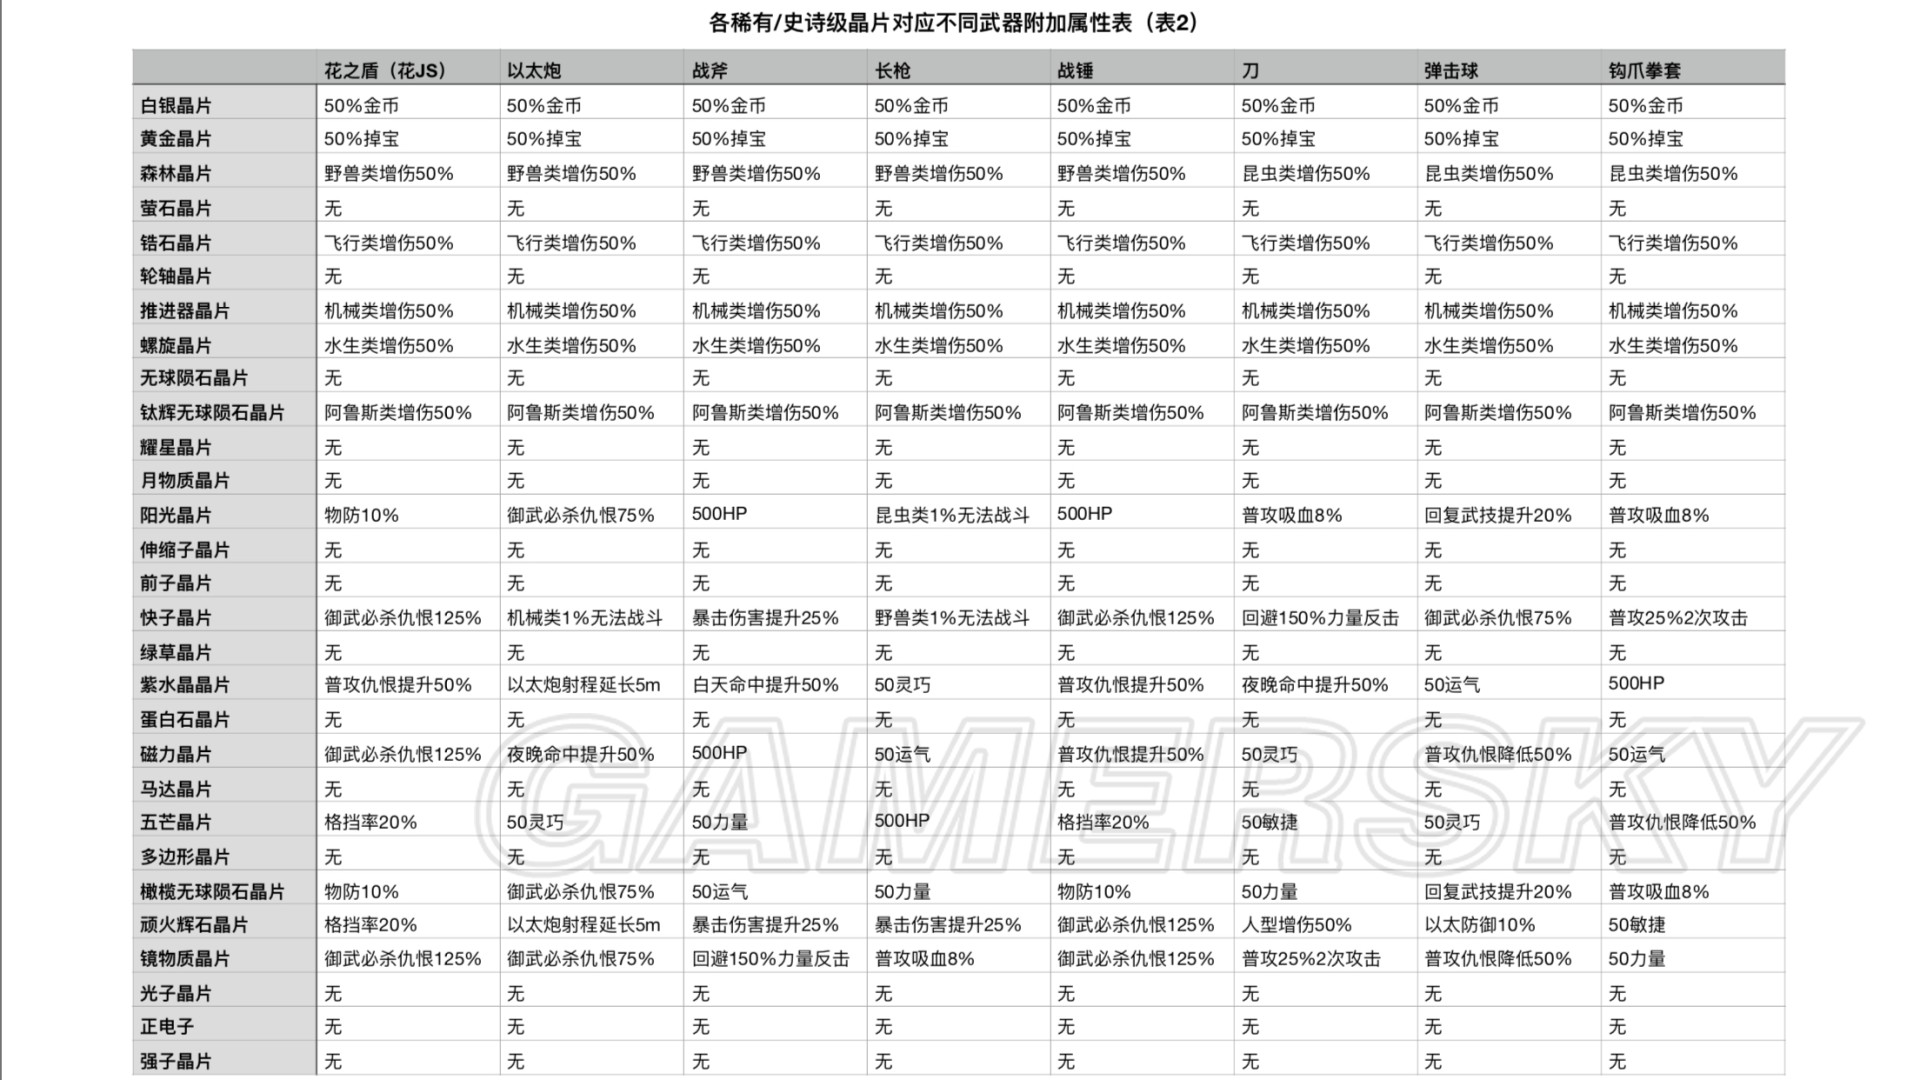 各稀有/史诗级晶片对应不同武器附加属性表（表2）
花之盾（花JS） 以太炮 战斧 长枪 战锤 刀 弹击球 钩爪拳套
白银晶片 50%金币 50%金币 50%金币 50%金币 50%金币 50%金币 50%金币 50%金币
黄金晶片 50%掉宝 50%掉宝 50%掉宝 50%掉宝 50%掉宝 50%掉宝 50%掉宝 50%掉宝
森林晶片 野兽类增伤50% 野兽类增伤50% 野兽类增伤50% 野兽类增伤50% 野兽类增伤50% 昆虫类增伤50% 昆虫类增伤50% 昆虫类增伤50%
萤石晶片 无 无 无 无 无 无 无 无
锆石晶片 飞行类增伤50% 飞行类增伤50% 飞行类增伤50% 飞行类增伤50% 飞行类增伤50% 飞行类增伤50% 飞行类增伤50% 飞行类增伤50%
轮轴晶片 无 无 无 无 无 无 无 无
推进器晶片 机械类增伤50% 机械类增伤50% 机械类增伤50% 机械类增伤50% 机械类增伤50% 机械类增伤50% 机械类增伤50% 机械类增伤50%
螺旋晶片 水生类增伤50% 水生类增伤50% 水生类增伤50% 水生类增伤50% 水生类增伤50% 水生类增伤50% 水生类增伤50% 水生类增伤50%
无球陨石晶片 无 无 无 无 无 无 无 无
钛辉无球陨石晶片 阿鲁斯类增伤50% 阿鲁斯类增伤50% 阿鲁斯类增伤50% 阿鲁斯类增伤50% 阿鲁斯类增伤50% 阿鲁斯类增伤50% 阿鲁斯类增伤50% 阿鲁斯类增伤50%
耀星晶片 无 无 无 无 无 无 无 无
月物质晶片 无 无 无 无 无 无 无 无
阳光晶片 物防10% 御武必杀仇恨75% 500HP 昆虫类1%无法战斗 500HP 普攻吸血8% 回复武技提升20% 普攻吸血8%
伸缩子晶片 无 无 无 无 无 无 无 无
前子晶片 无 无 无 无 无 无 无 无
快子晶片 御武必杀仇恨125% 机械类1%无法战斗 暴击伤害提升25% 野兽类1%无法战斗 御武必杀仇恨125% 回避150%力量反击 御武必杀仇恨75% 普攻25%2次攻击
绿草晶片 无 无 无 无 无 无 无 无
紫水晶晶片 普攻仇恨提升50% 以太炮射程延长5m 白天命中提升50% 50灵巧 普攻仇恨提升50% 夜晚命中提升50% 50运气 500HP
蛋白石晶片 无 无 无 无 无 无 无 无
磁力晶片 御武必杀仇恨125% 夜晚命中提升50% 500HP 50运气 普攻仇恨提升50% 50灵巧 普攻仇恨降低50% 50运气
马达晶片 无 无 无 无 无 无 无 无
五芒晶片 格挡率20% 50灵巧 50力量 500HP 格挡率20% 50敏捷 50灵巧 普攻仇恨降低50%
多边形晶片 无 无 无 无 无 无 无 无
橄榄无球陨石晶片 物防10% 御武必杀仇恨75% 50运气 50力量 物防10% 50力量 回复武技提升20% 普攻吸血8%
顽火辉石晶片 格挡率20% 以太炮射程延长5m 暴击伤害提升25% 暴击伤害提升25% 御武必杀仇恨125% 人型增伤50% 以太防御10% 50敏捷
镜物质晶片 御武必杀仇恨125% 御武必杀仇恨75% 回避150%力量反击 普攻吸血8% 御武必杀仇恨125% 普攻25%2次攻击 普攻仇恨降低50% 50力量
光子晶片 无 无 无 无 无 无 无 无
正电子 无 无 无 无 无 无 无 无
强子晶片 无 无 无 无 无 无 无 无
GAMERSKY